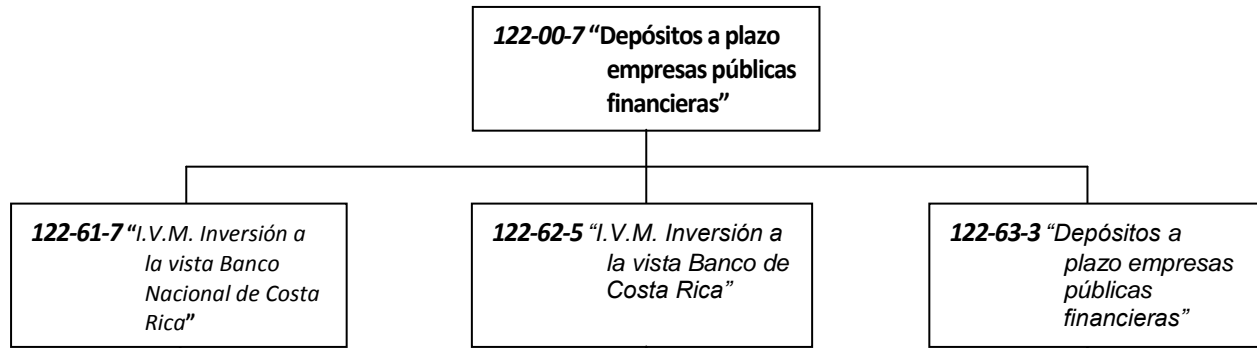 122-00-7 “Depósitos a plazo
empresas públicas
financieras”
122-61-7 “I.V.M. Inversión a
la vista Banco
Nacional de Costa
Rica”
122-62-5 “I.V.M. Inversión a
la vista Banco de
Costa Rica”
122-63-3 “Depósitos a
plazo empresas
públicas
financieras”